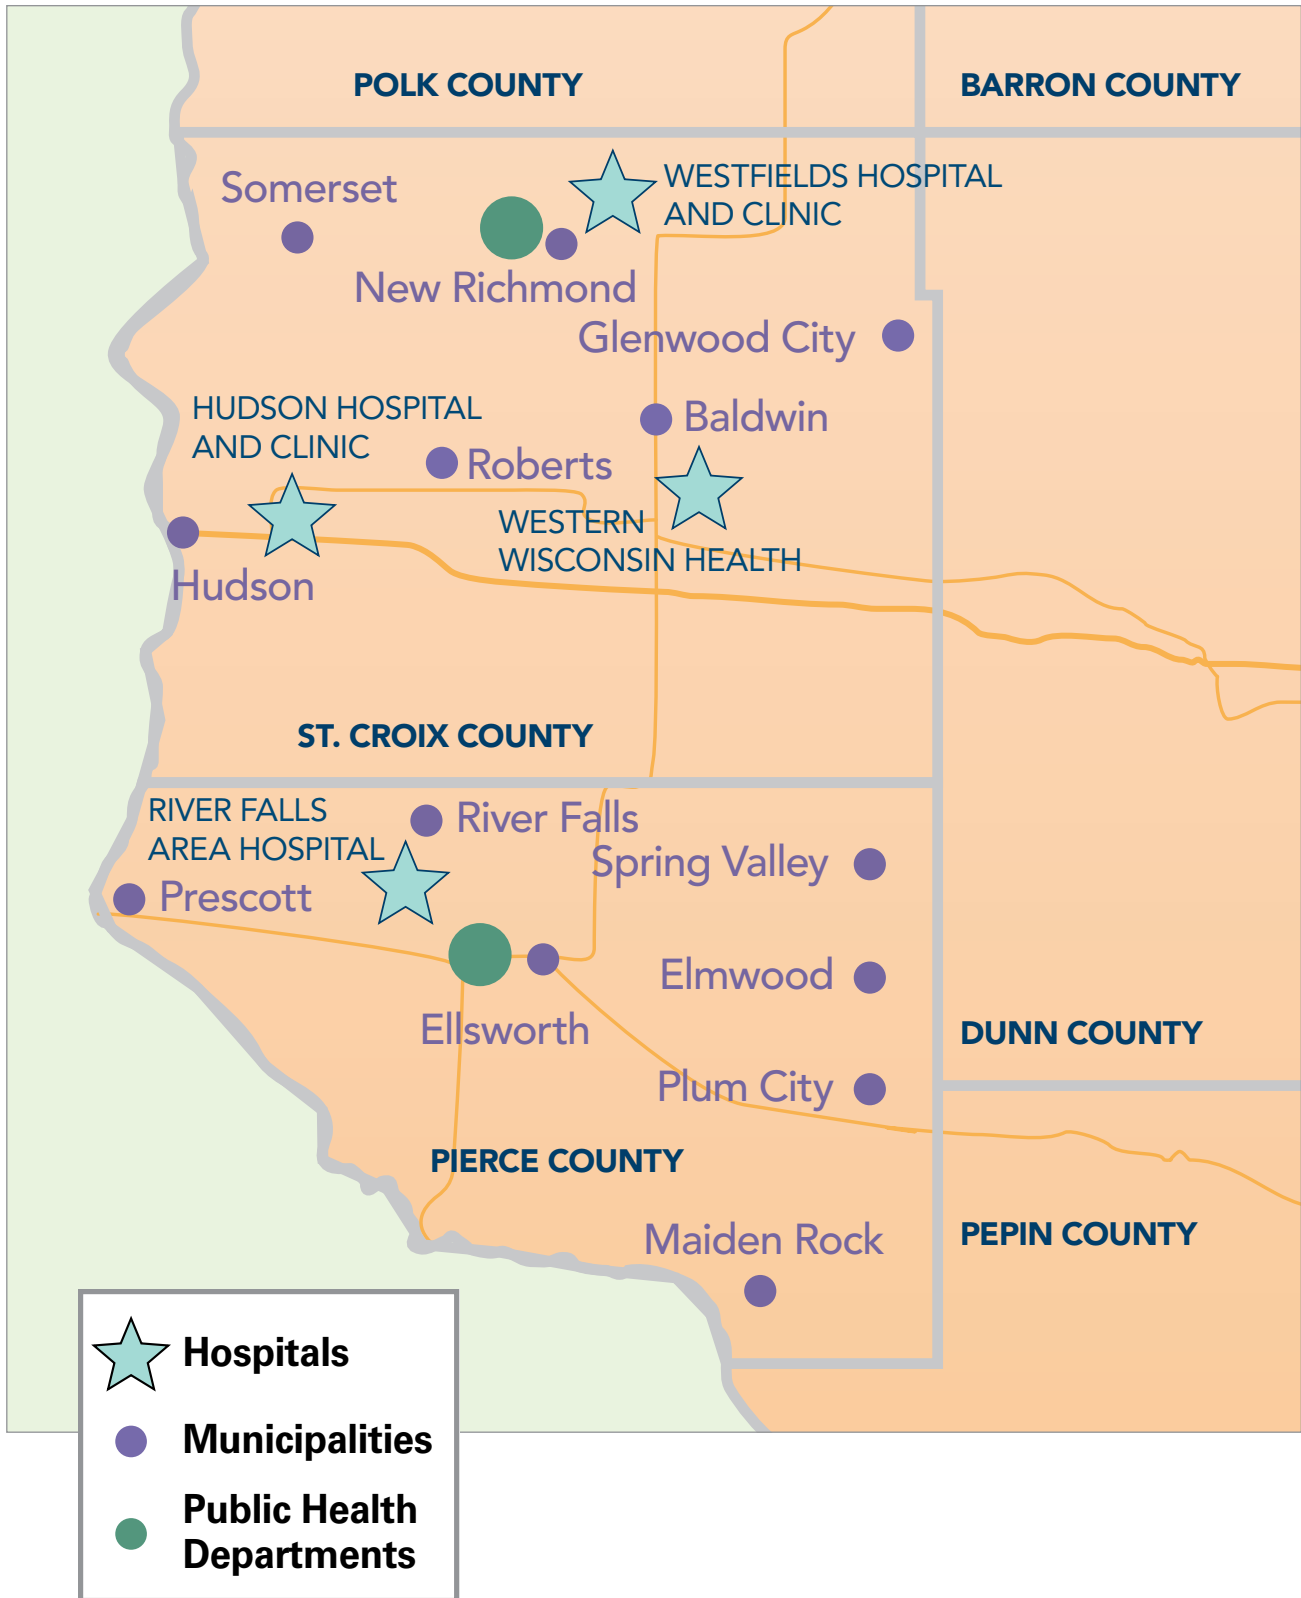 POLK COUNTY
BARRON COUNTY
WESTFIELDS HOSPITAL
AND CLINIC
Somerset
New Richmond
Glenwood City
HUDSON HOSPITAL
AND CLINIC
Baldwin
Roberts
WESTERN
WISCONSIN HEALTH
Hudson
ST. CROIX COUNTY
RIVER FALLS
AREA HOSPITAL
River Falls
Spring Valley
Prescott
Elmwood
Ellsworth
DUNN COUNTY
Plum City
PIERCE COUNTY
PEPIN COUNTY
Maiden Rock
Hospitals
Municipalities
Public Health
Departments